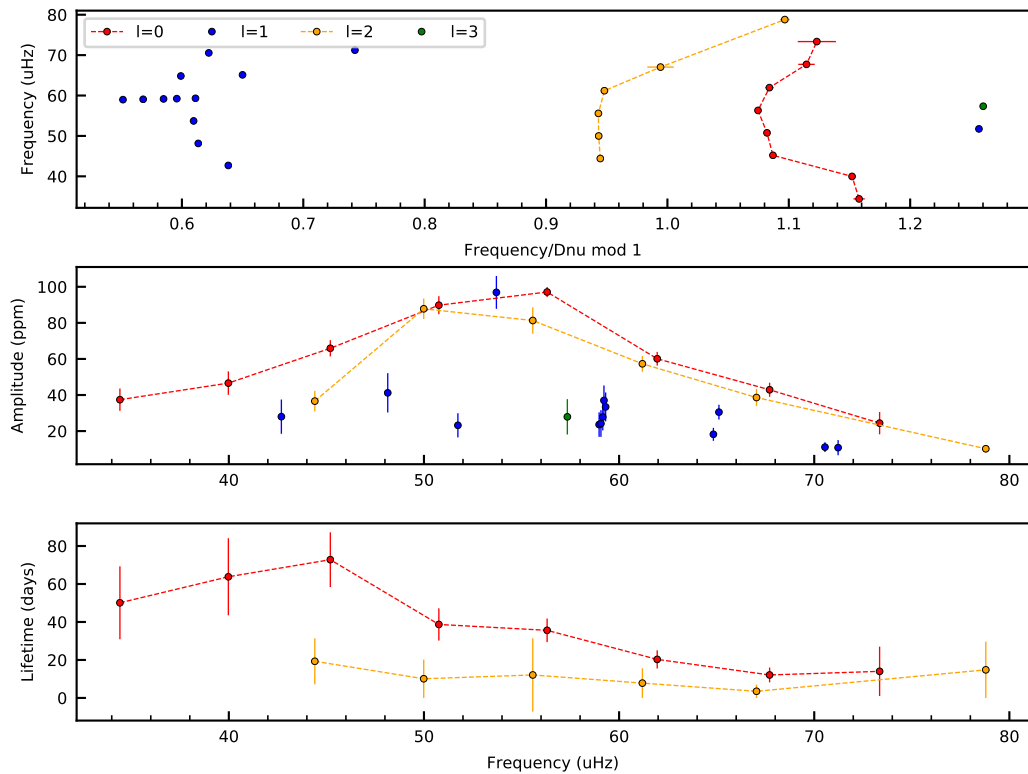 80
70
60
50
40
Frequency (uHz)
l=0 l=1 l=2 l=3
0.6 0.7 0.8 0.9 1.0 1.1 1.2
Frequency/Dnu mod 1
100
80
60
40
20
Amplitude (ppm)
40 50 60 70 80
80
60
40
20
0
Lifetime (days)
40 50 60 70 80
Frequency (uHz)